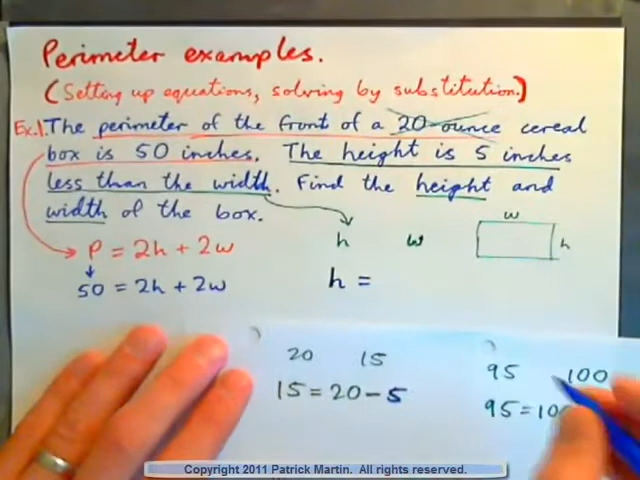 Perimeter examples.
(Setting up equations, solving by substitution.)
Ex.1. The perimeter of the front of a 20-ounce cereal
box is 50 inches. The height is 5 inches
less than the width. Find the height and
width of the box.
w
P = 2h + 2w
h w
h
50 = 2h + 2w
h =
20 15
95 100
15 = 20 - 5
95 = 10
Copyright 2011 Patrick Martin. All rights reserved.